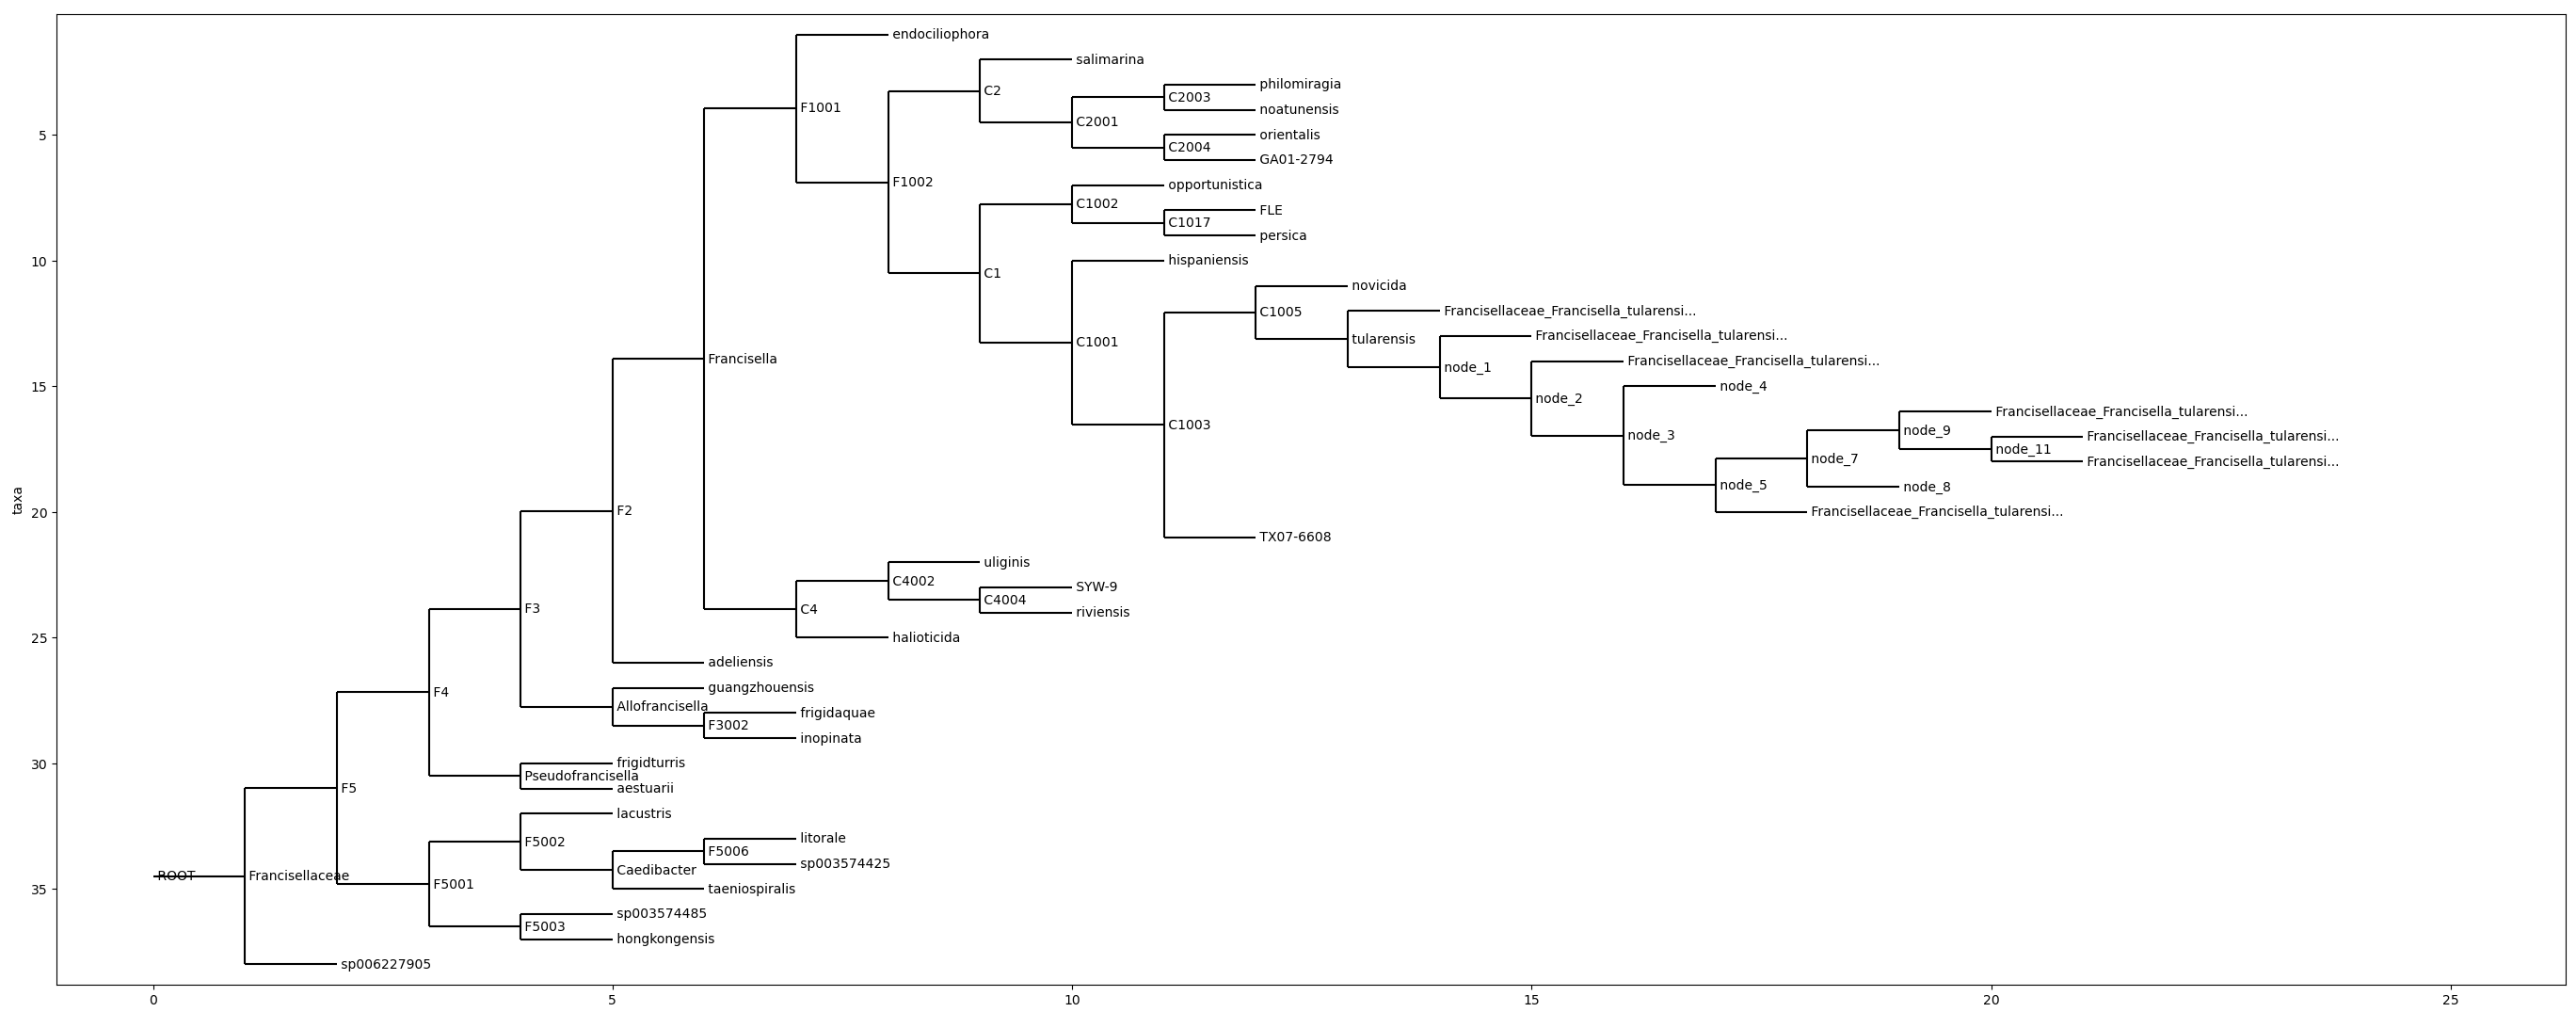 endociliophora
salimarina
philomiragia
C2
C2003
F1001
noatunensis
C2001
5
orientalis
C2004
GA01-2794
F1002
opportunistica
C1002
FLE
C1017
persica
10
hispaniensis
C1
novicida
Francisellaceae_Francisella_tularensi...
C1005
Francisellaceae_Francisella_tularensi...
tularensis
C1001
Francisella
Francisellaceae_Francisella_tularensi...
node_1
15
node_4
node_2
Francisellaceae_Francisella_tularensi...
C1003
node_9
node_3
Francisellaceae_Francisella_tularensi...
node_11
node_7
Francisellaceae_Francisella_tularensi...
node_5
node_8
taxa
20
F2
Francisellaceae_Francisella_tularensi...
TX07-6608
uliginis
C4002
SYW-9
C4004
F3
C4
riviensis
25
halioticida
adeliensis
guangzhouensis
F4
Allofrancisella
frigidaquae
F3002
inopinata
30
frigidturris
Pseudofrancisella
F5
aestuarii
lacustris
litorale
F5002
F5006
sp003574425
Caedibacter
ROOT
Francisellaceae
F5001
35
taeniospiralis
sp003574485
F5003
hongkongensis
sp006227905
0 5 10 15 20 25